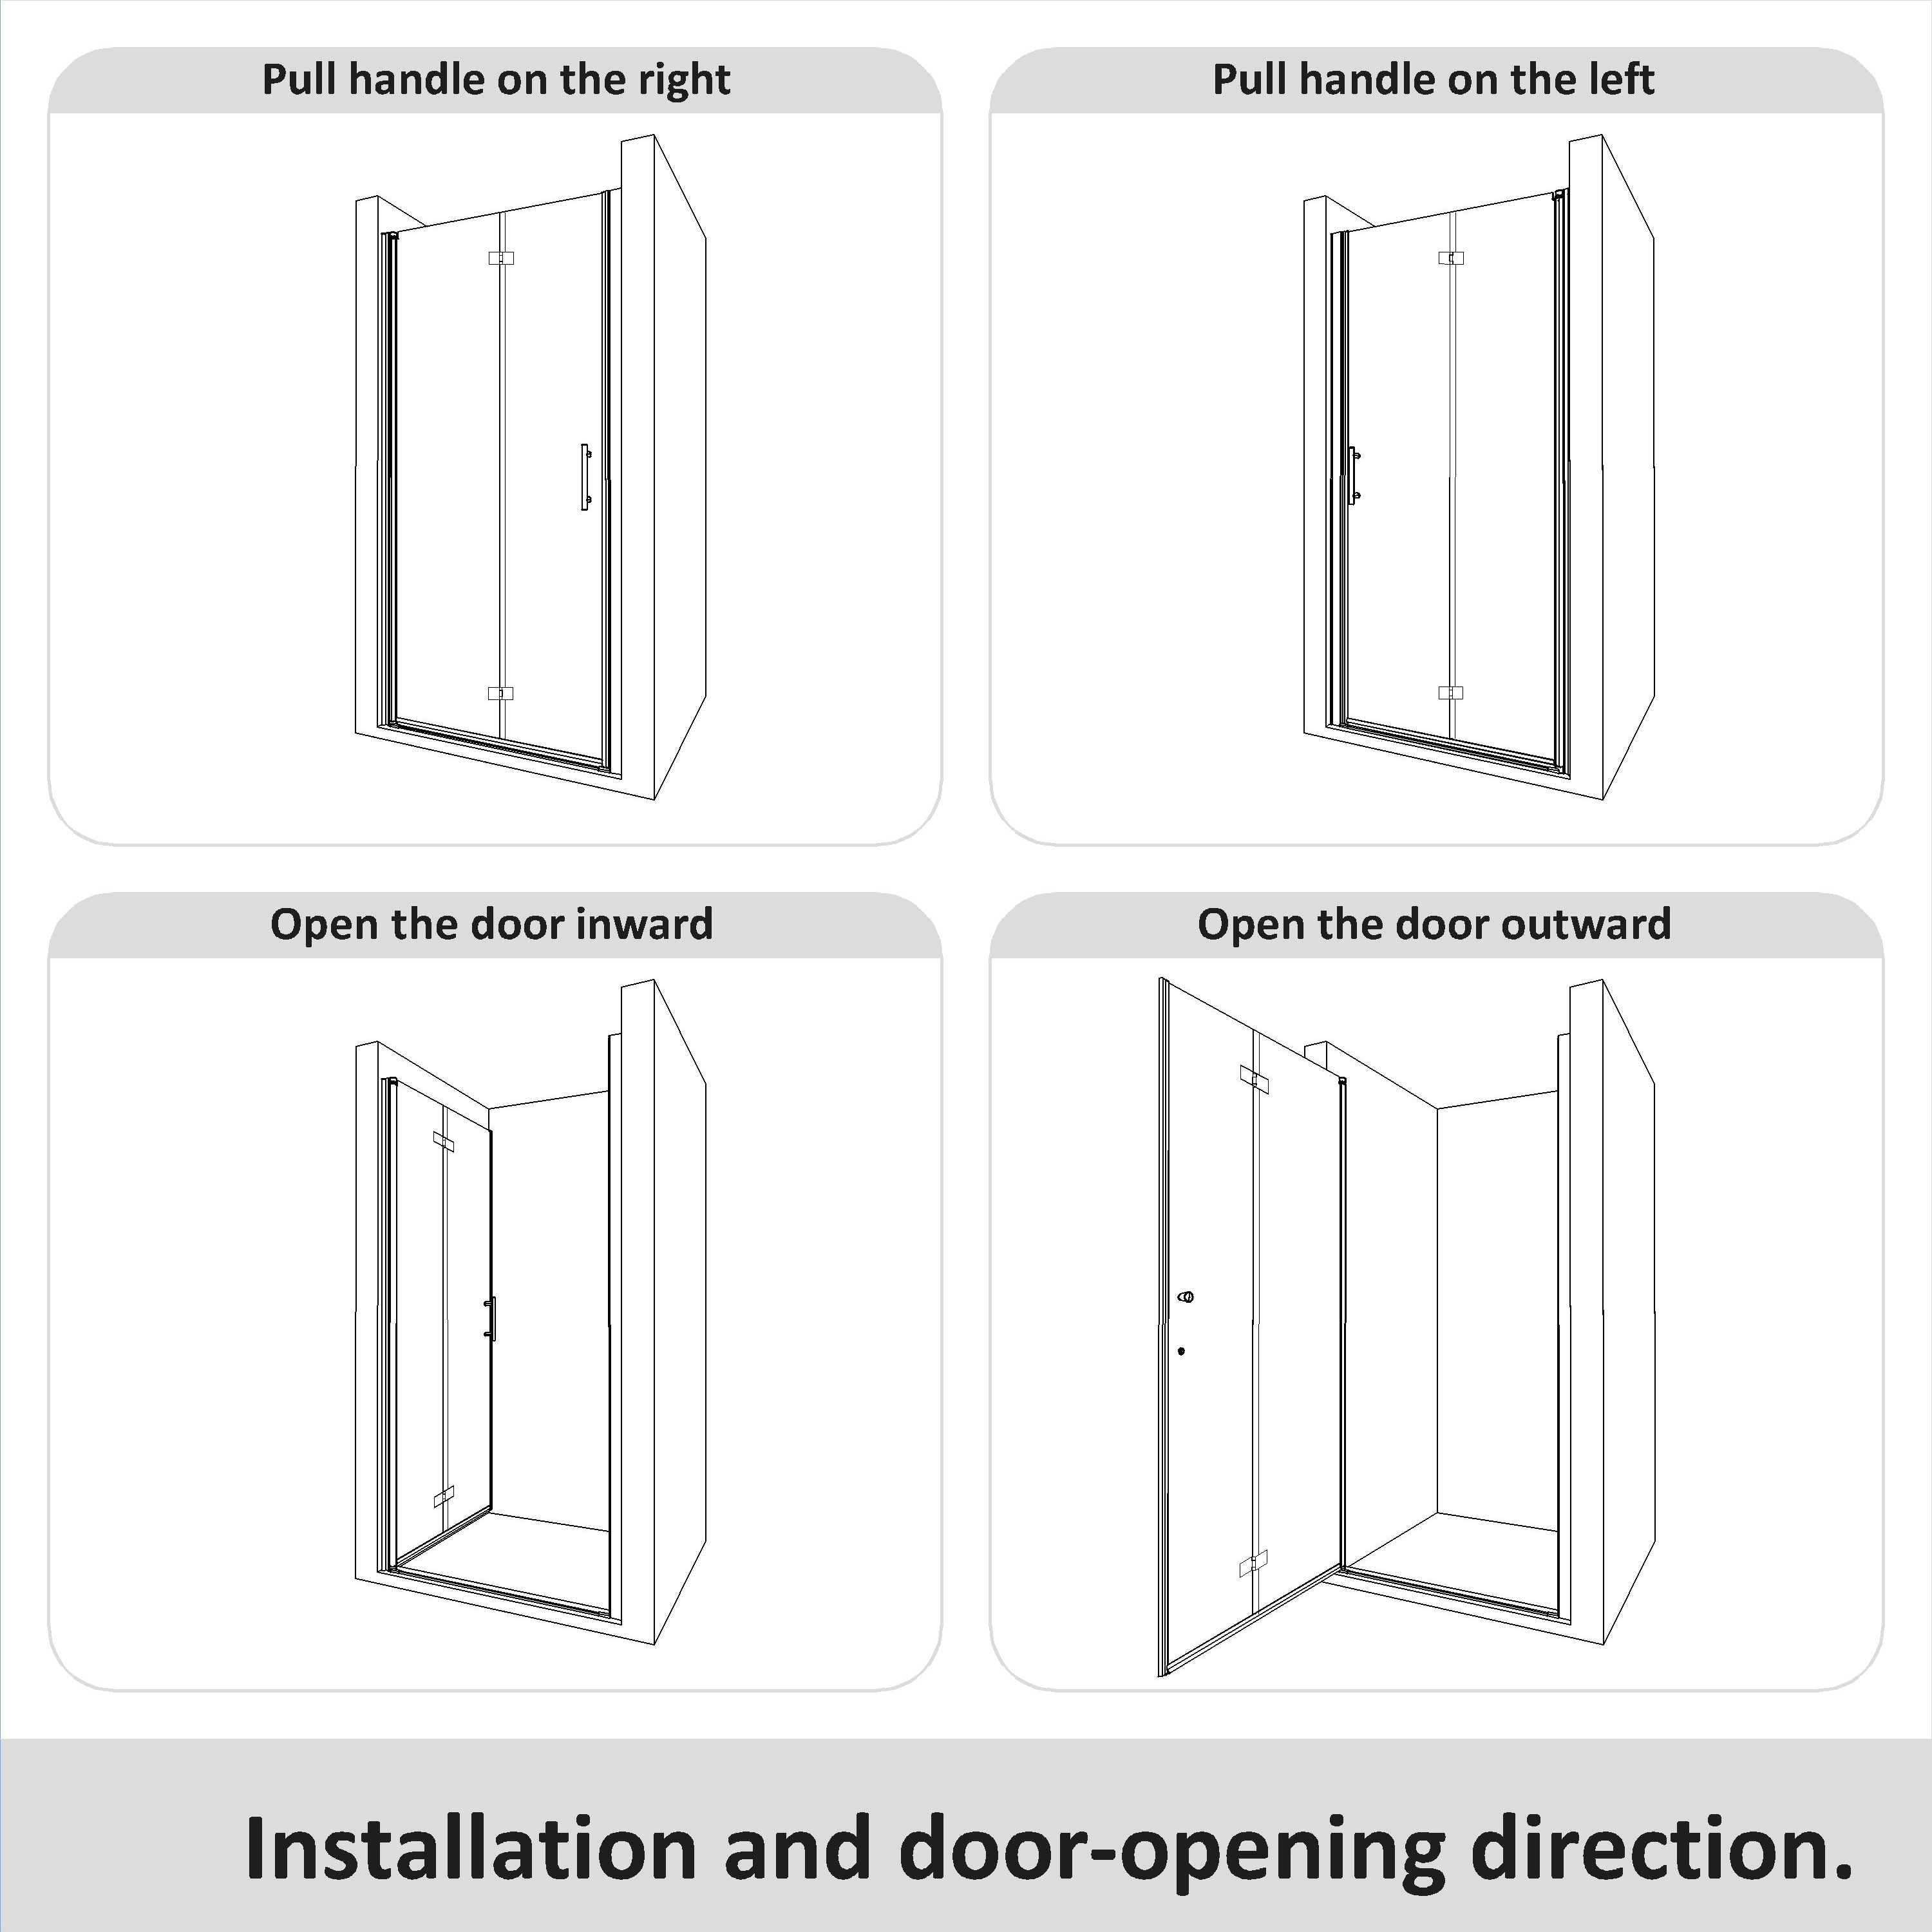 Pull handle on the right
Pull handle on the left
Open the door inward
Open the door outward
Installation and door-opening direction.